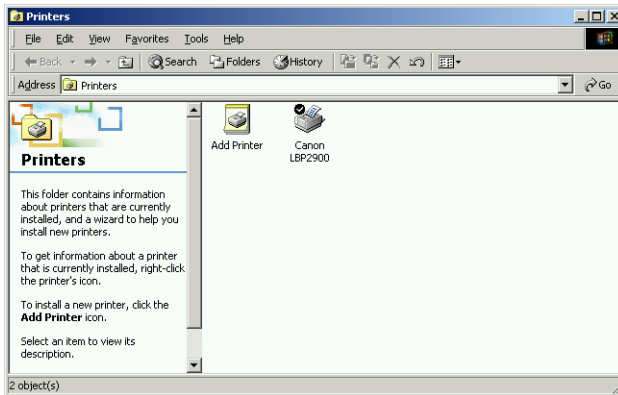 Printers
File Edit View Favorites Tools Help
Back Search Folders History
Address Printers Go
Printers
This folder contains information
about printers that are currently
installed, and a wizard to help you
install new printers.
To get information about a printer
that is currently installed, right-click
the printer's icon.
To install a new printer, click the
Add Printer icon.
Select an item to view its
description.
Add Printer
Canon
LBP2900
2 object(s)